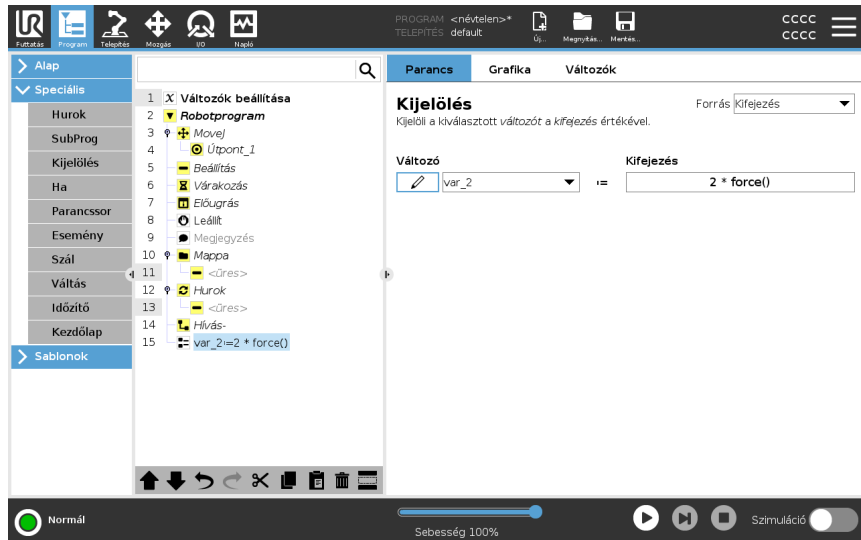 PROGRAM <névtelen>*
TELEPÍTÉS default
CCCC
CCCC
Futtatás Program Telepítés Mozgás I/O Napló
Új... Megnyitás... Mentés...
Alap
Speciális
Hurok
SubProg
Kijelölés
Ha
Parancssor
Esemény
Szál
Váltás
Időzítő
Kezdőlap
Sablonok
1 Változók beállítása
2 Robotprogram
3 MoveJ
4 Útpont_1
5 Beállítás
6 Várakozás
7 Előugrás
8 Leállít
9 Megjegyzés
10 Mappa
11 <üres>
12 Hurok
13 <üres>
14 Hívás-
15 var_2:=2 * force()
Parancs Grafika Változók
Kijelölés
Forrás Kifejezés
Kijelöli a kiválasztott változót a kifejezés értékével.
Változó Kifejezés
var_2 := 2 * force()
Normál
Sebesség 100%
Szimuláció